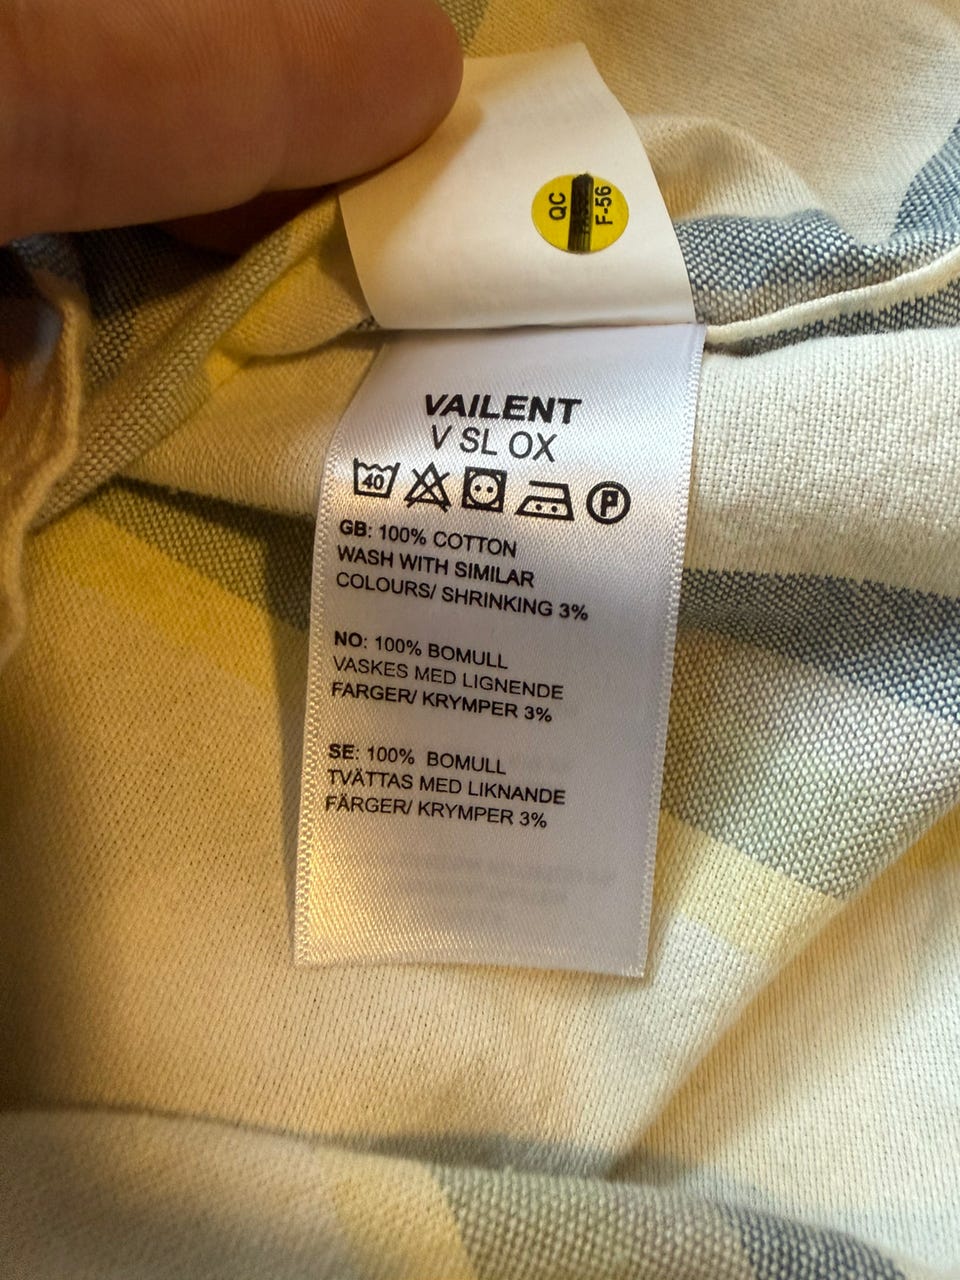 QC
F-56
VAILENT
V SL OX
40
P
GB: 100% COTTON
WASH WITH SIMILAR
COLOURS/ SHRINKING 3%
NO: 100% BOMULL
VASKES MED LIGNENDE
FARGER/ KRYMPER 3%
SE: 100% BOMULL
TVÄTTAS MED LIKNANDE
FÄRGER/ KRYMPER 3%